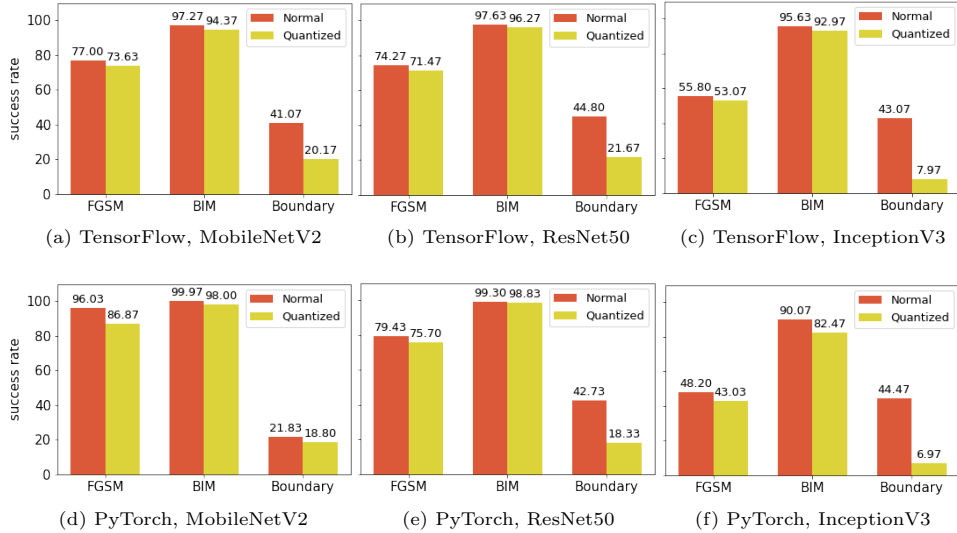 success rate
100
80
60
40
20
0
77.00 73.63
97.27 94.37
41.07 20.17
Normal
Quantized
FGSM BIM Boundary
(a) TensorFlow, MobileNetV2
74.27 71.47
97.63 96.27
44.80 21.67
Normal
Quantized
FGSM BIM Boundary
(b) TensorFlow, ResNet50
55.80 53.07
95.63 92.97
43.07 7.97
Normal
Quantized
FGSM BIM Boundary
(c) TensorFlow, InceptionV3
success rate
100
80
60
40
20
0
96.03 86.87
99.97 98.00
21.83 18.80
Normal
Quantized
FGSM BIM Boundary
(d) PyTorch, MobileNetV2
79.43 75.70
99.30 98.83
42.73 18.33
Normal
Quantized
FGSM BIM Boundary
(e) PyTorch, ResNet50
48.20 43.03
90.07 82.47
44.47 6.97
Normal
Quantized
FGSM BIM Boundary
(f) PyTorch, InceptionV3